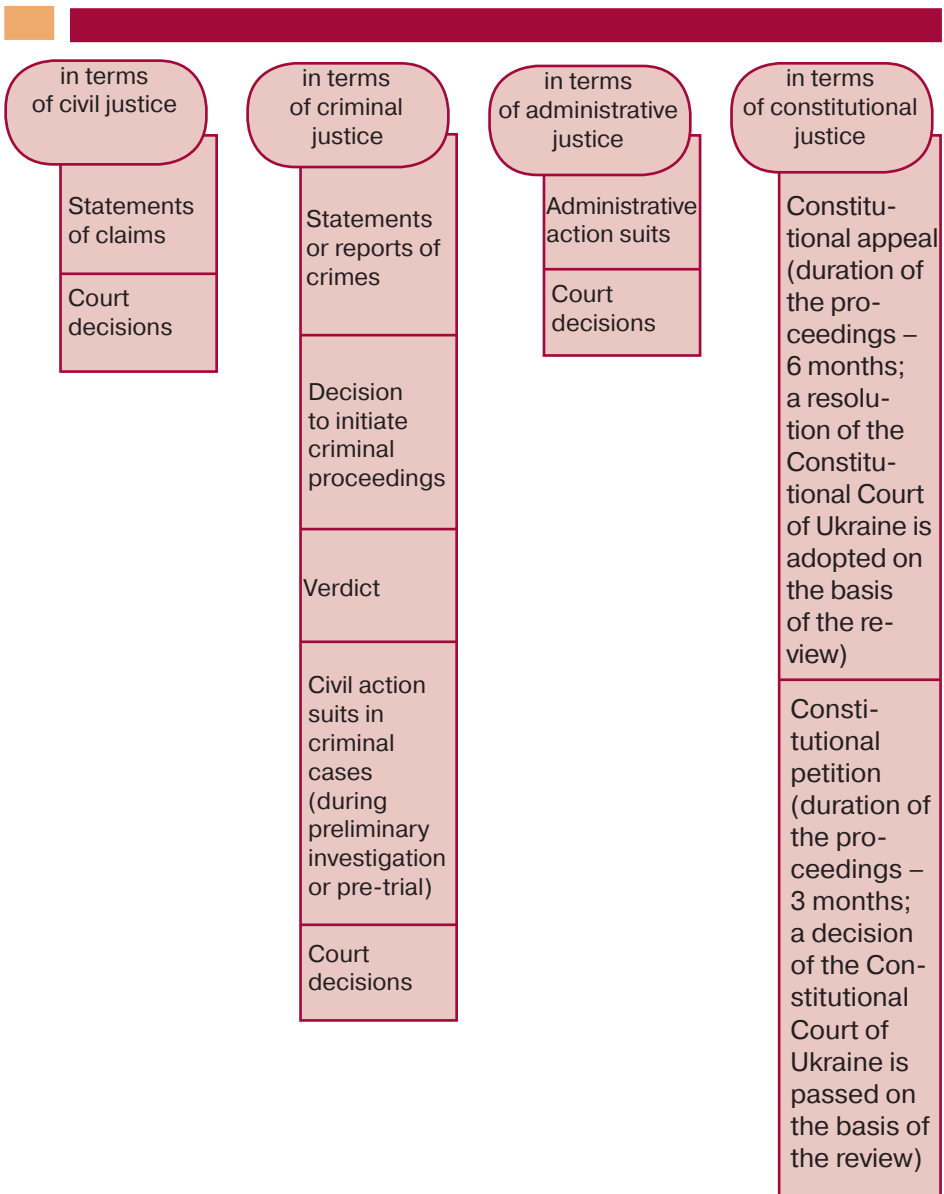 in terms
of civil justice
Statements
of claims
Court
decisions
in terms
of criminal
justice
Statements
or reports of
crimes
Decision
to initiate
criminal
proceedings
Verdict
Civil action
suits in
criminal
cases
(during
preliminary
investigation
or pre-trial)
Court
decisions
in terms
of administrative
justice
Administrative
action suits
Court
decisions
in terms
of constitutional
justice
Constitu-
tional appeal
(duration of
the pro-
ceedings –
6 months;
a resolu-
tion of the
Constitu-
tional Court
of Ukraine is
adopted on
the basis
of the re-
view)
Consti-
tutional
petition
(duration of
the pro-
ceedings –
3 months;
a decision
of the Con-
stitutional
Court of
Ukraine is
passed on
the basis of
the review)